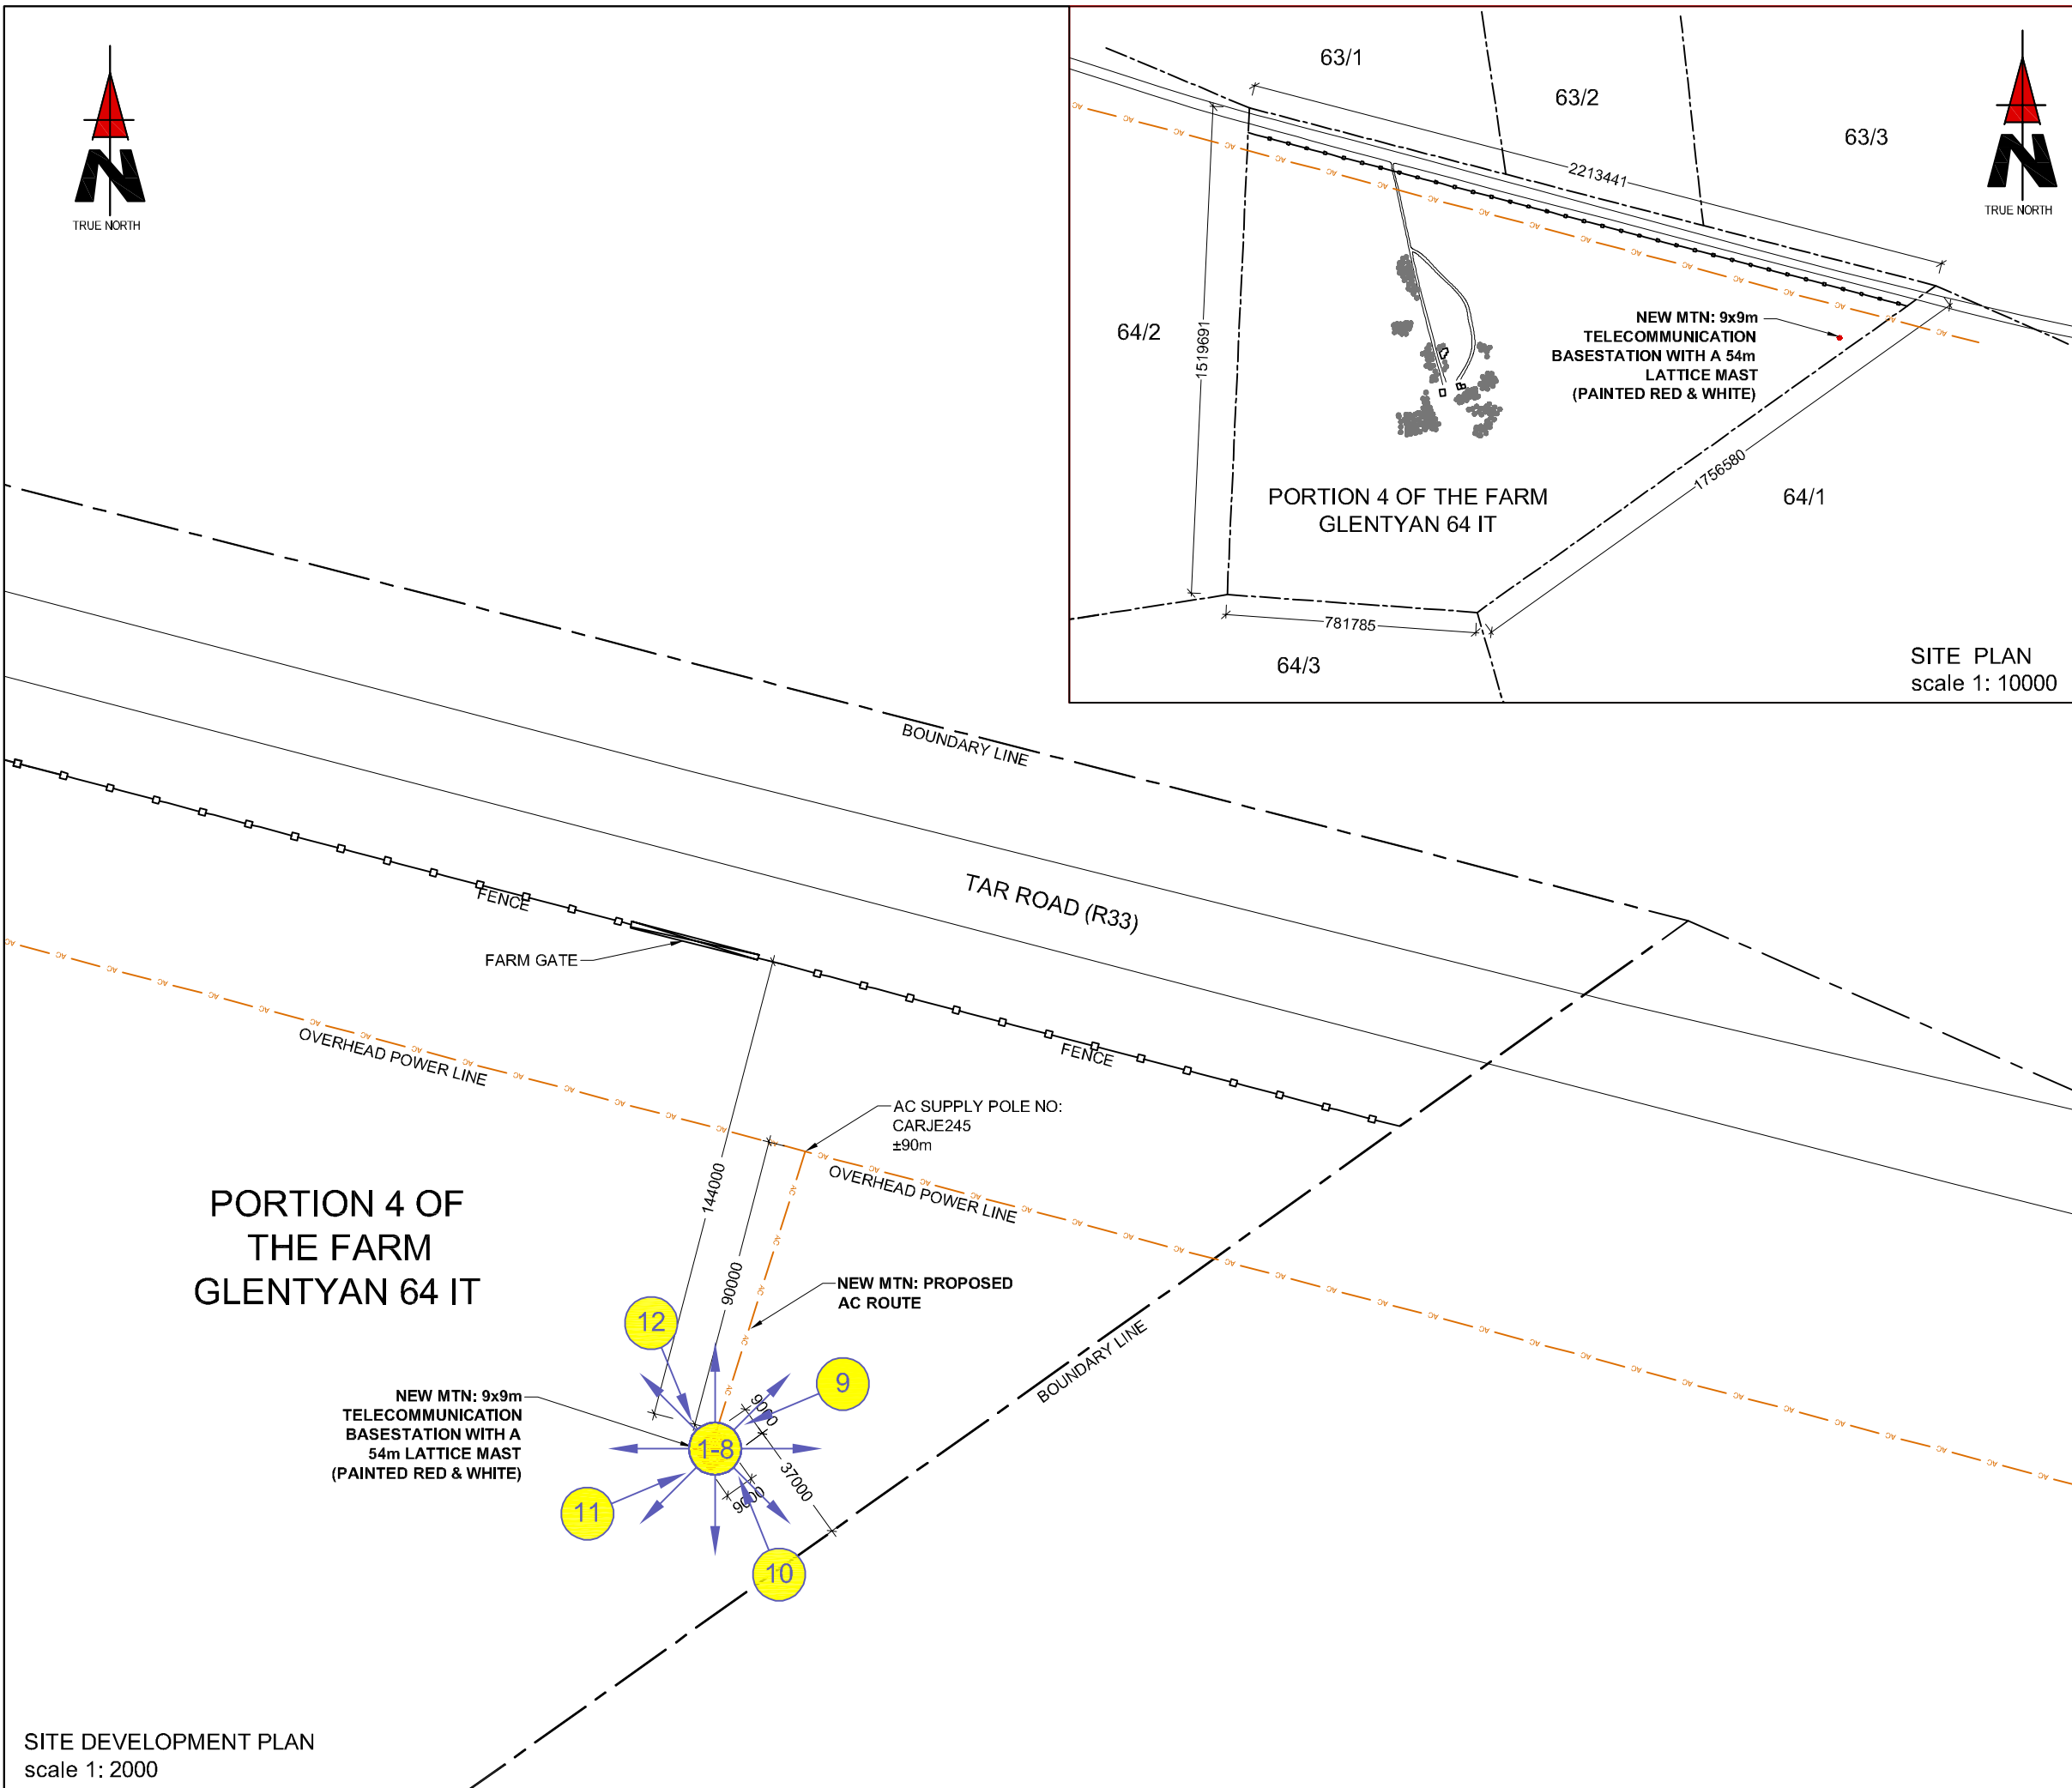 N
TRUE NORTH
63/1
63/2
63/3
N
TRUE NORTH
2213441
64/2
1519691
NEW MTN: 9x9m
TELECOMMUNICATION
BASESTATION WITH A 54m
LATTICE MAST
(PAINTED RED & WHITE)
1756580
64/1
PORTION 4 OF THE FARM
GLENTYAN 64 IT
781785
64/3
SITE PLAN
scale 1: 10000
BOUNDARY LINE
TAR ROAD (R33)
FENCE
FARM GATE
OVERHEAD POWER LINE
FENCE
AC SUPPLY POLE NO:
CARJE245
±90m
OVERHEAD POWER LINE
144000
90000
PORTION 4 OF
THE FARM
GLENTYAN 64 IT
NEW MTN: PROPOSED
AC ROUTE
BOUNDARY LINE
12
9
NEW MTN: 9x9m
TELECOMMUNICATION
BASESTATION WITH A
54m LATTICE MAST
(PAINTED RED & WHITE)
9000
1-8
37000
9000
11
10
SITE DEVELOPMENT PLAN
scale 1: 2000